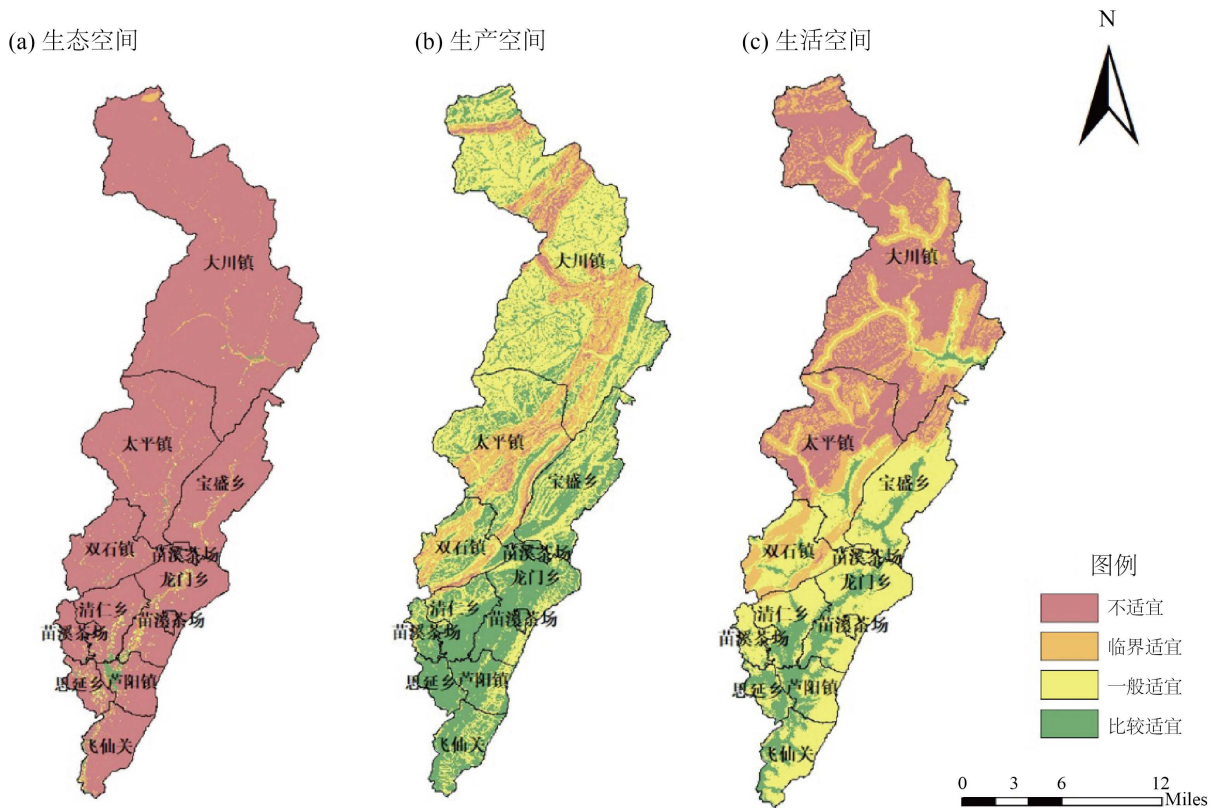 (a) 生态空间
(b) 生产空间
(c) 生活空间
N
大川镇
太平镇
宝盛乡
双石镇
苗溪茶场
龙门乡
清仁乡
苗溪茶场
苗溪茶场
思延乡
芦阳镇
飞仙关
大川镇
太平镇
宝盛乡
双石镇
苗溪茶场
龙门乡
清仁乡
苗溪茶场
苗溪茶场
思延乡
芦阳镇
飞仙关
大川镇
太平镇
宝盛乡
双石镇
苗溪茶场
龙门乡
清仁乡
苗溪茶场
苗溪茶场
思延乡
芦阳镇
飞仙关
图例
不适宜
临界适宜
一般适宜
比较适宜
0 3 6 12
Miles